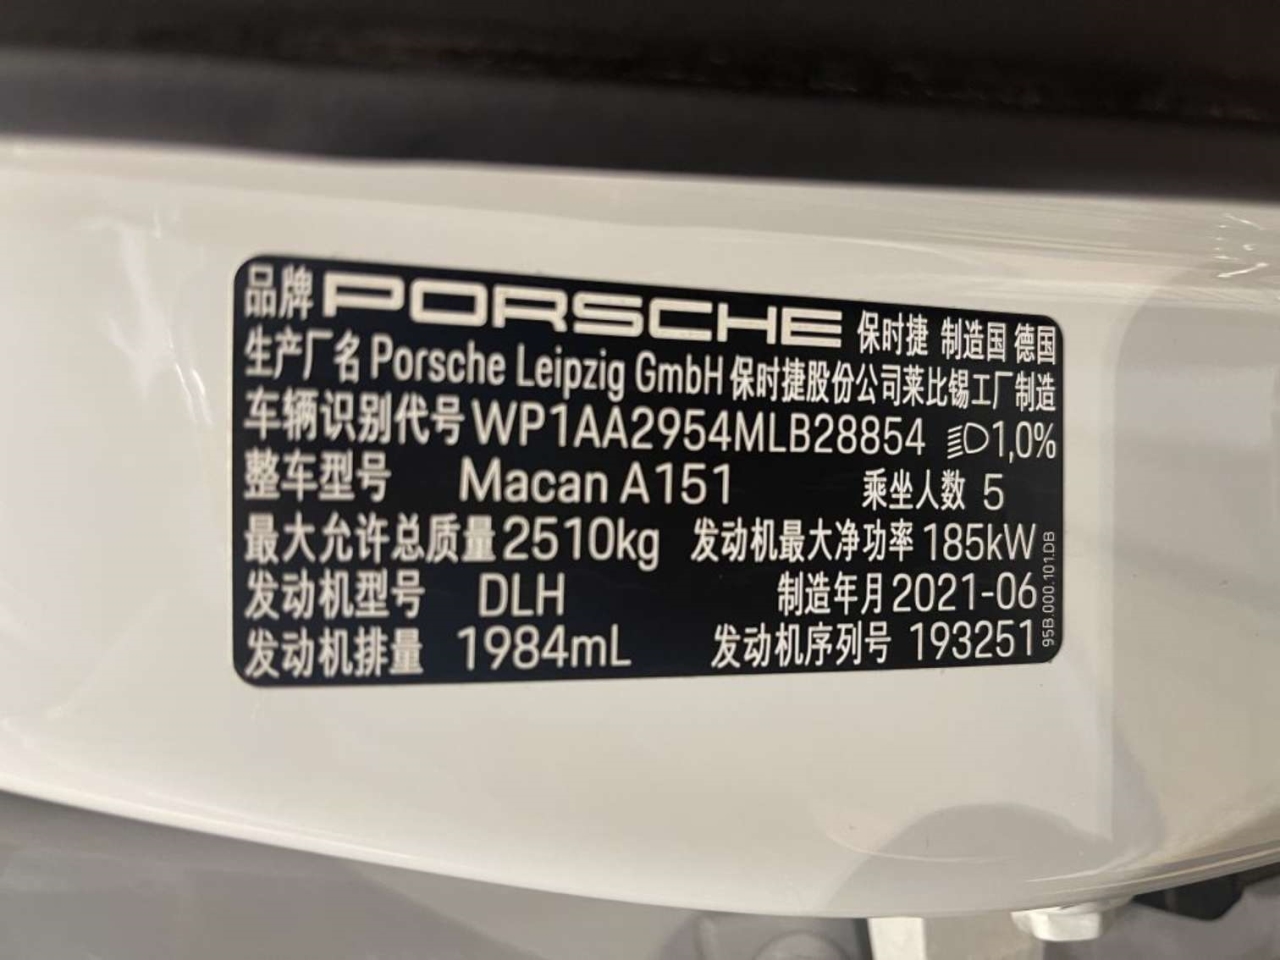 品牌 PORSCHE 保时捷 制造国 德国
生产厂名 Porsche Leipzig GmbH 保时捷股份公司莱比锡工厂制造
车辆识别代号 WP1AA2954MLB28854 1,0%
整车型号 Macan A151 乘坐人数 5
最大允许总质量 2510kg 发动机最大净功率 185kW
发动机型号 DLH 制造年月 2021-06
发动机排量 1984mL 发动机序列号 193251
95B.000.101.DB